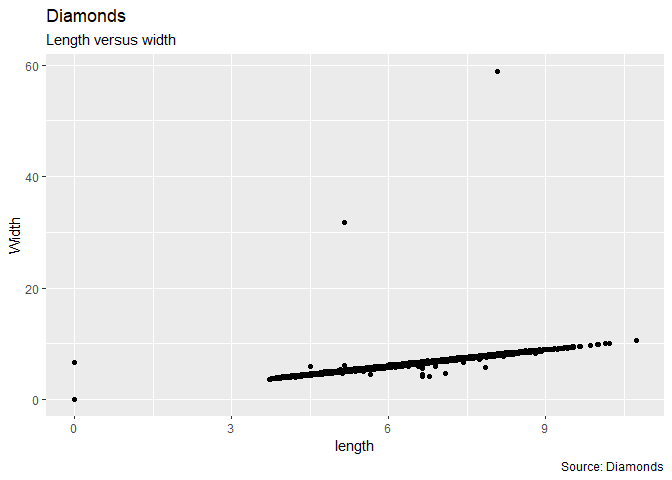 Diamonds
Length versus width
60
40
20
0
Width
0 3 6 9
length
Source: Diamonds